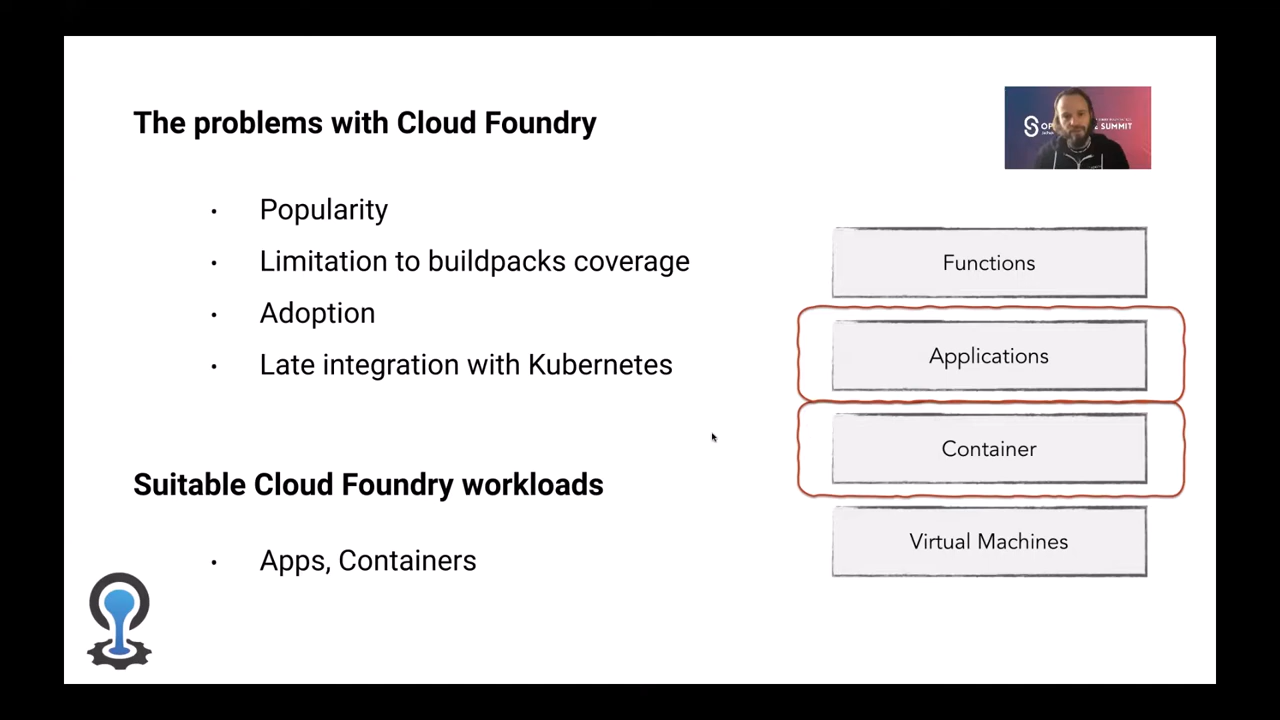 The problems with Cloud Foundry
SUMMIT
• Popularity
• Limitation to buildpacks coverage
• Adoption
• Late integration with Kubernetes
Functions
Applications
Container
Virtual Machines
Suitable Cloud Foundry workloads
• Apps, Containers